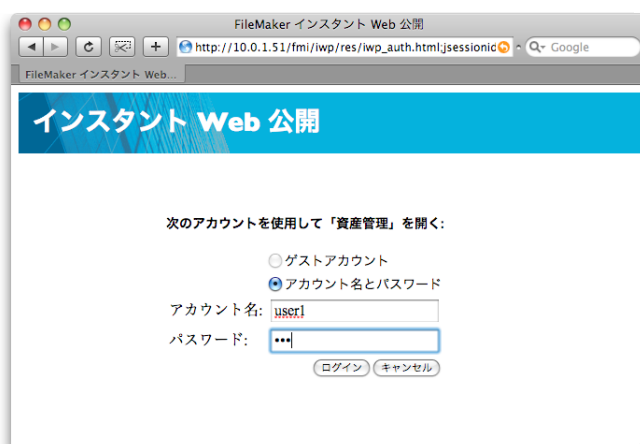 FileMaker インスタント Web 公開
http://10.0.1.51/fmi/iwp/res/iwp_auth.html;jsessionid
Google
FileMaker インスタント Web...
インスタント Web 公開
次のアカウントを使用して「資産管理」を開く:
ゲストアカウント
アカウント名とパスワード
アカウント名: user1
パスワード: •••
ログイン キャンセル